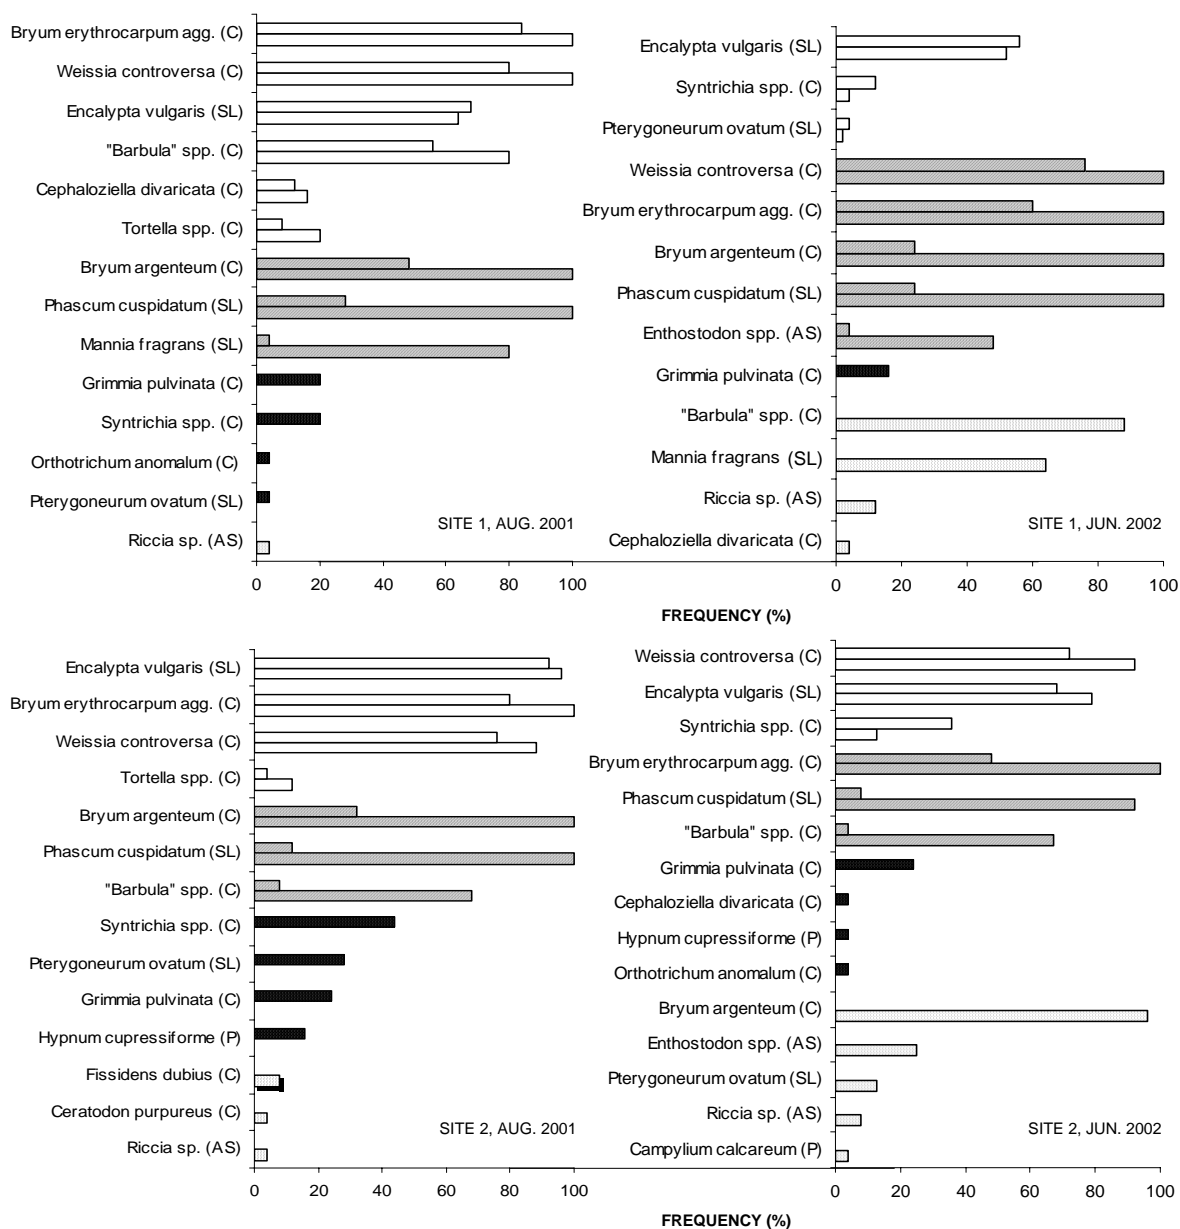 Bryum erythrocarpum agg. (C)
Weissia controversa (C)
Encalypta vulgaris (SL)
"Barbula" spp. (C)
Cephaloziella divaricata (C)
Tortella spp. (C)
Bryum argenteum (C)
Phascum cuspidatum (SL)
Mannia fragrans (SL)
Grimmia pulvinata (C)
Syntrichia spp. (C)
Orthotrichum anomalum (C)
Pterygoneurum ovatum (SL)
Riccia sp. (AS)
SITE 1, AUG. 2001
0 20 40 60 80 100
Encalypta vulgaris (SL)
Syntrichia spp. (C)
Pterygoneurum ovatum (SL)
Weissia controversa (C)
Bryum erythrocarpum agg. (C)
Bryum argenteum (C)
Phascum cuspidatum (SL)
Enthostodon spp. (AS)
Grimmia pulvinata (C)
"Barbula" spp. (C)
Mannia fragrans (SL)
Riccia sp. (AS)
Cephaloziella divaricata (C)
SITE 1, JUN. 2002
0 20 40 60 80 100
FREQUENCY (%)
Encalypta vulgaris (SL)
Bryum erythrocarpum agg. (C)
Weissia controversa (C)
Tortella spp. (C)
Bryum argenteum (C)
Phascum cuspidatum (SL)
"Barbula" spp. (C)
Syntrichia spp. (C)
Pterygoneurum ovatum (SL)
Grimmia pulvinata (C)
Hypnum cupressiforme (P)
Fissidens dubius (C)
Ceratodon purpureus (C)
Riccia sp. (AS)
SITE 2, AUG. 2001
0 20 40 60 80 100
Weissia controversa (C)
Encalypta vulgaris (SL)
Syntrichia spp. (C)
Bryum erythrocarpum agg. (C)
Phascum cuspidatum (SL)
"Barbula" spp. (C)
Grimmia pulvinata (C)
Cephaloziella divaricata (C)
Hypnum cupressiforme (P)
Orthotrichum anomalum (C)
Bryum argenteum (C)
Enthostodon spp. (AS)
Pterygoneurum ovatum (SL)
Riccia sp. (AS)
Campylium calcareum (P)
SITE 2, JUN. 2002
0 20 40 60 80 100
FREQUENCY (%)